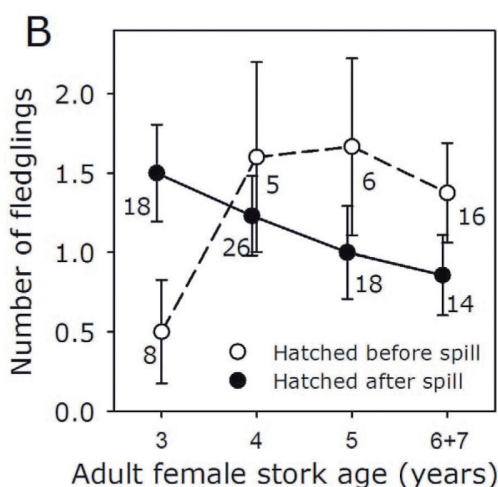 B
Number of fledglings
2.0
1.5
1.0
0.5
0.0
18
8
5
26
6
18
16
14
Hatched before spill
Hatched after spill
3 4 5 6+7
Adult female stork age (years)